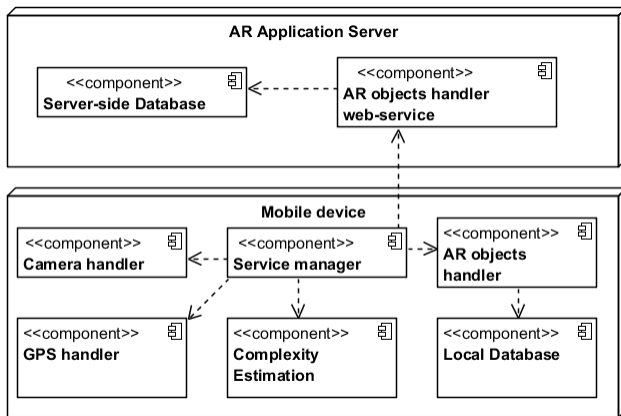 AR Application Server
<<component>>
Server-side Database
<<component>>
AR objects handler
web-service
Mobile device
<<component>>
Camera handler
<<component>>
Service manager
<<component>>
AR objects
handler
<<component>>
GPS handler
<<component>>
Complexity
Estimation
<<component>>
Local Database